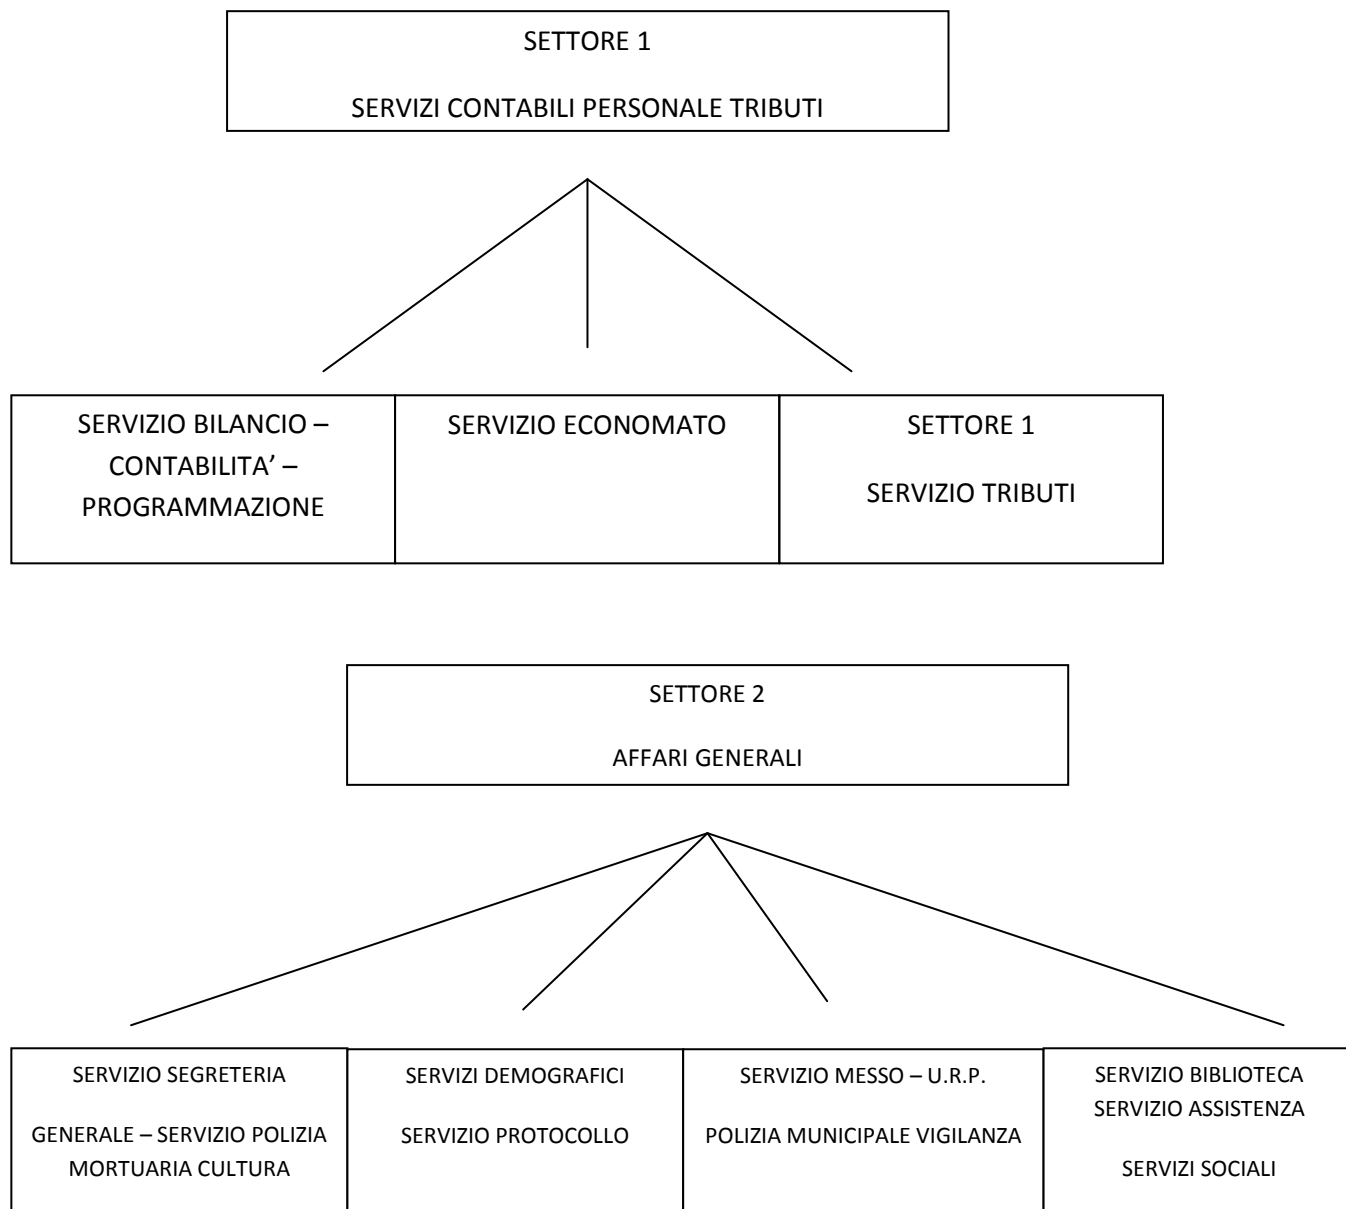 SETTORE 1
SERVIZI CONTABILI PERSONALE TRIBUTI
SERVIZIO BILANCIO –
CONTABILITA’ –
PROGRAMMAZIONE
SERVIZIO ECONOMATO
SETTORE 1
SERVIZIO TRIBUTI
SETTORE 2
AFFARI GENERALI
SERVIZIO SEGRETERIA
GENERALE – SERVIZIO POLIZIA
MORTUARIA CULTURA
SERVIZI DEMOGRAFICI
SERVIZIO PROTOCOLLO
SERVIZIO MESSO – U.R.P.
POLIZIA MUNICIPALE VIGILANZA
SERVIZIO BIBLIOTECA
SERVIZIO ASSISTENZA
SERVIZI SOCIALI